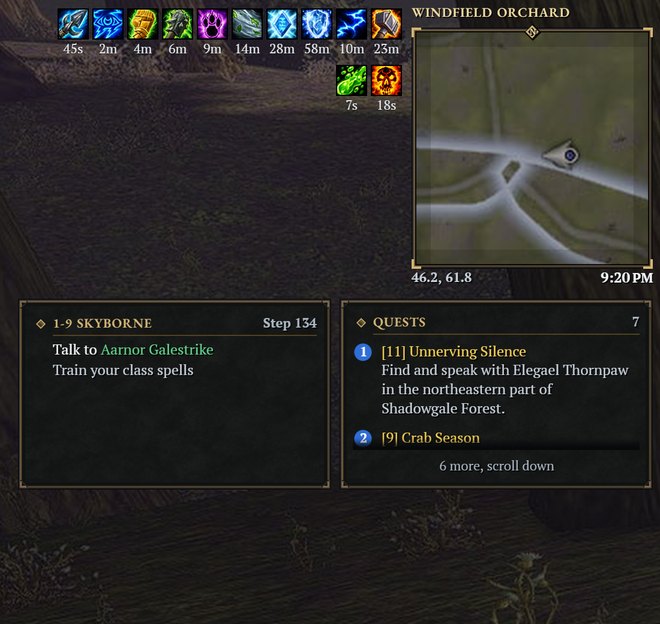 WINDFIELD ORCHARD
45s 2m 4m 6m 9m 14m 28m 58m 10m 23m
7s 18s
N
46.2, 61.8
9:20 PM
1-9 SKYBORNE
Step 134
Talk to Aarnor Galestrike
Train your class spells
QUESTS
7
1 [11] Unnerving Silence
Find and speak with Elegael Thornpaw
in the northeastern part of
Shadowgale Forest.
2 [9] Crab Season
6 more, scroll down